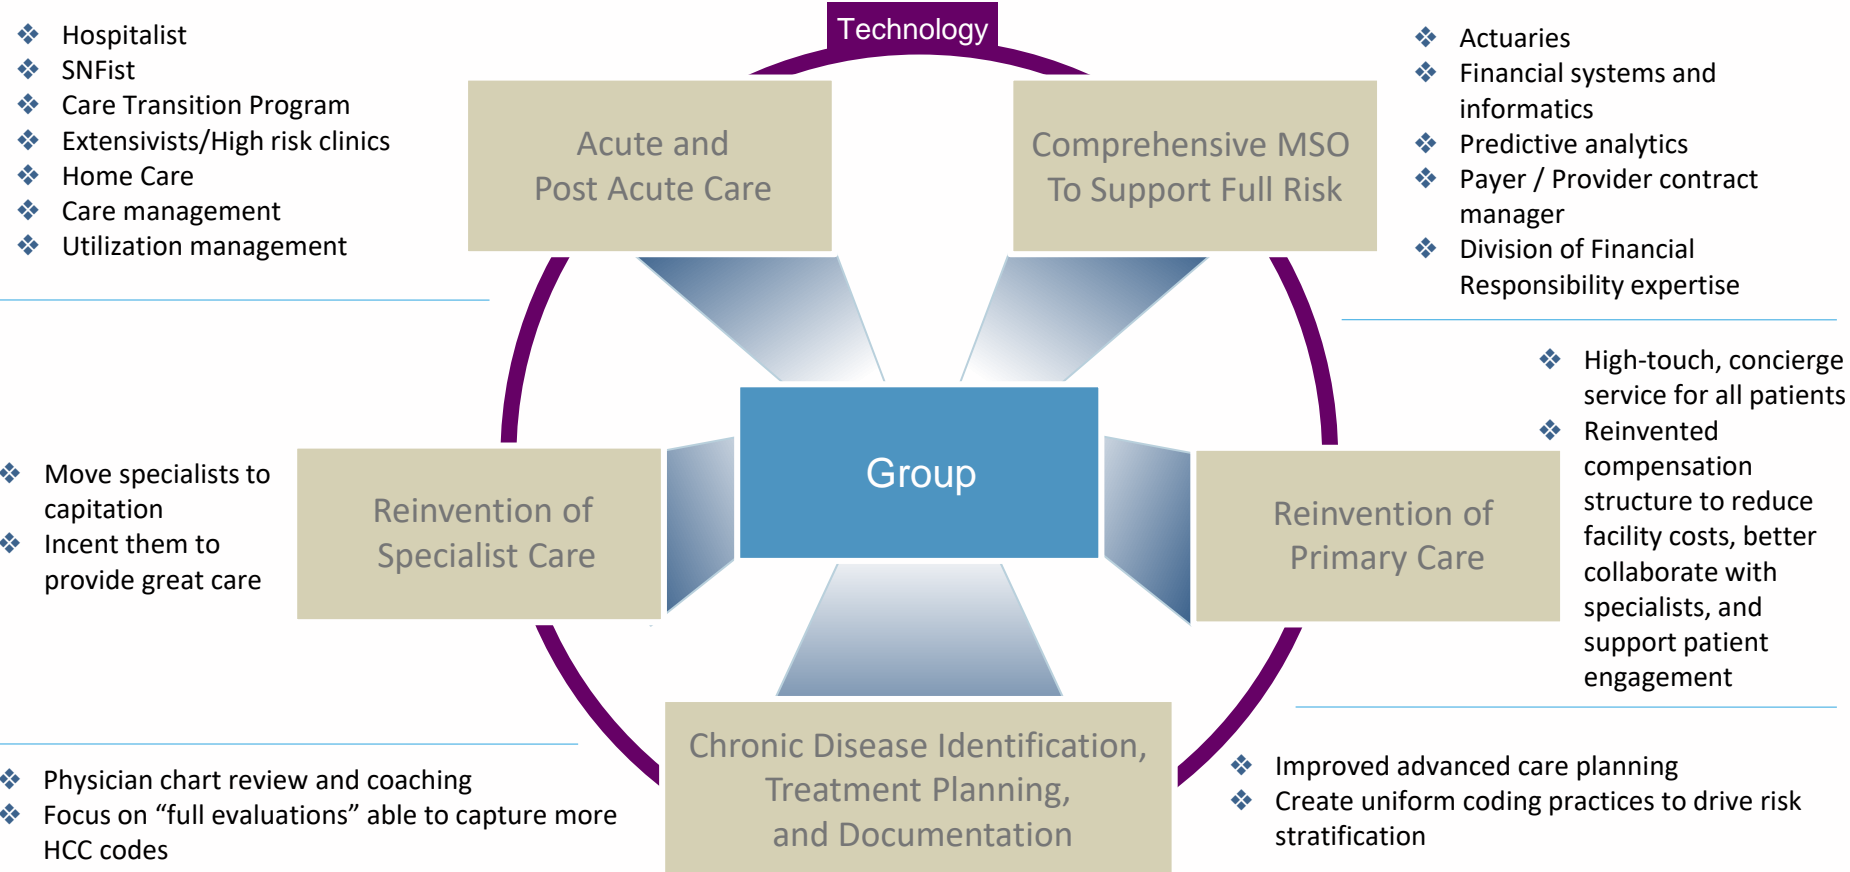 Technology
Hospitalist
SNFist
Care Transition Program
Extensivists/High risk clinics
Home Care
Care management
Utilization management
Acute and
Post Acute Care
Comprehensive MSO
To Support Full Risk
Actuaries
Financial systems and
informatics
Predictive analytics
Payer / Provider contract
manager
Division of Financial
Responsibility expertise
Move specialists to
capitation
Incent them to
provide great care
Reinvention of
Specialist Care
Group
Reinvention of
Primary Care
High-touch, concierge
service for all patients
Reinvented
compensation
structure to reduce
facility costs, better
collaborate with
specialists, and
support patient
engagement
Physician chart review and coaching
Focus on “full evaluations” able to capture more
HCC codes
Chronic Disease Identification,
Treatment Planning,
and Documentation
Improved advanced care planning
Create uniform coding practices to drive risk
stratification